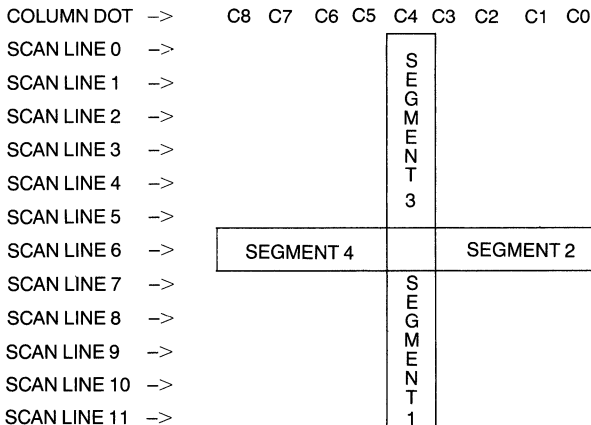 COLUMN DOT -> C8 C7 C6 C5 C4 C3 C2 C1 C0
SCAN LINE 0 ->
SCAN LINE 1 ->
SCAN LINE 2 ->
SCAN LINE 3 ->
SCAN LINE 4 ->
SCAN LINE 5 ->
SEGMENT 3
SCAN LINE 6 -> SEGMENT 4 SEGMENT 2
SCAN LINE 7 ->
SCAN LINE 8 ->
SCAN LINE 9 ->
SCAN LINE 10 ->
SCAN LINE 11 ->
SEGMENT 1